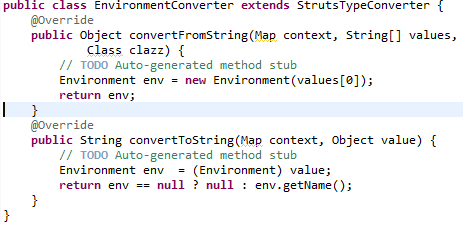 public class EnvironmentConverter extends StrutsTypeConverter {
    @Override
    public Object convertFromString(Map context, String[] values,
            Class clazz) {
        // TODO Auto-generated method stub
        Environment env = new Environment(values[0]);
        return env;
    }
    @Override
    public String convertToString(Map context, Object value) {
        // TODO Auto-generated method stub
        Environment env  = (Environment) value;
        return env == null ? null : env.getName();
    }
}